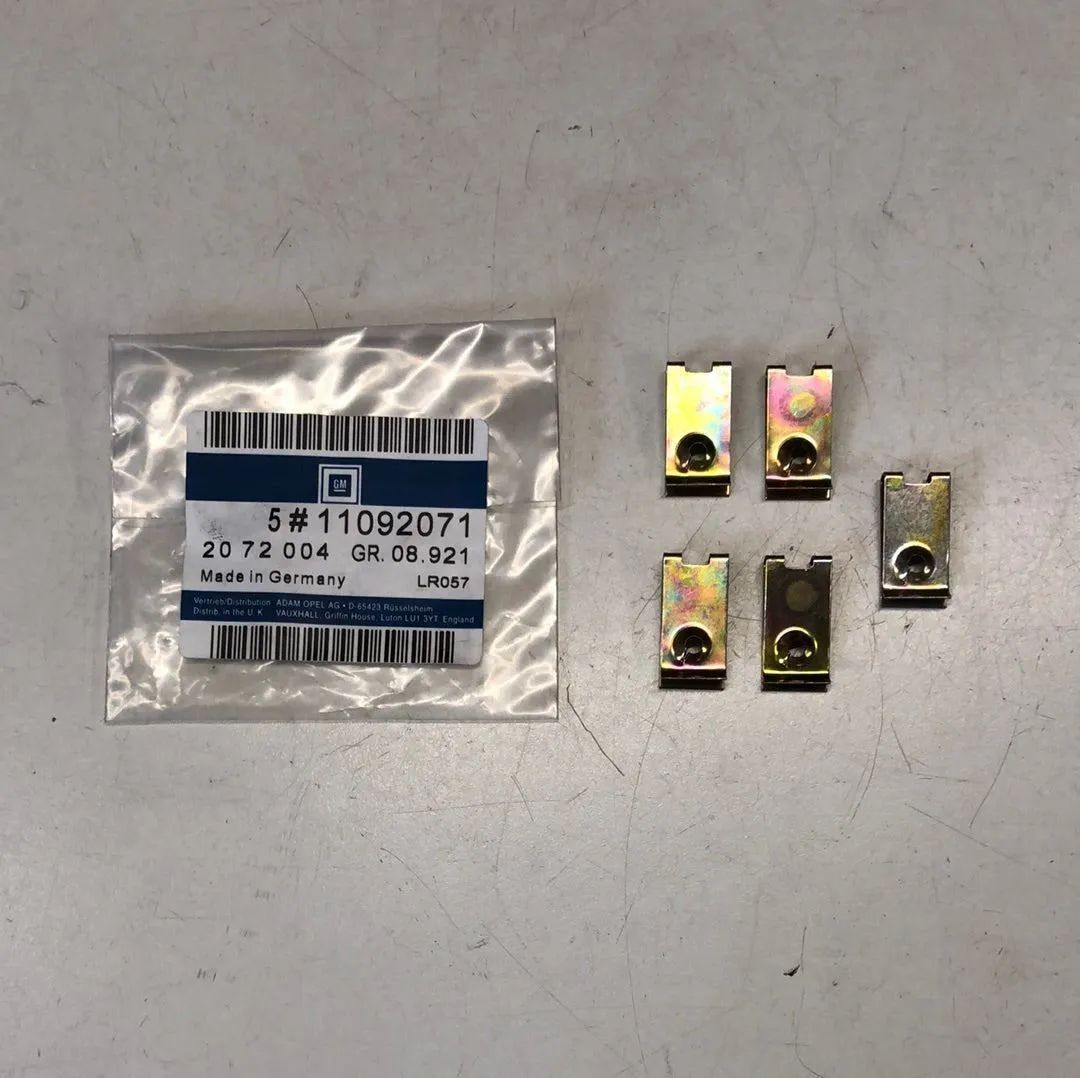 GM
5#11092071
20 72 004 GR. 08.921
Made in Germany LR057
Vertrieb/Distribution ADAM OPEL AG • D-65423 Rüsselsheim
Distrib. in the U K VAUXHALL. Griffin House, Luton LU1 3YT England